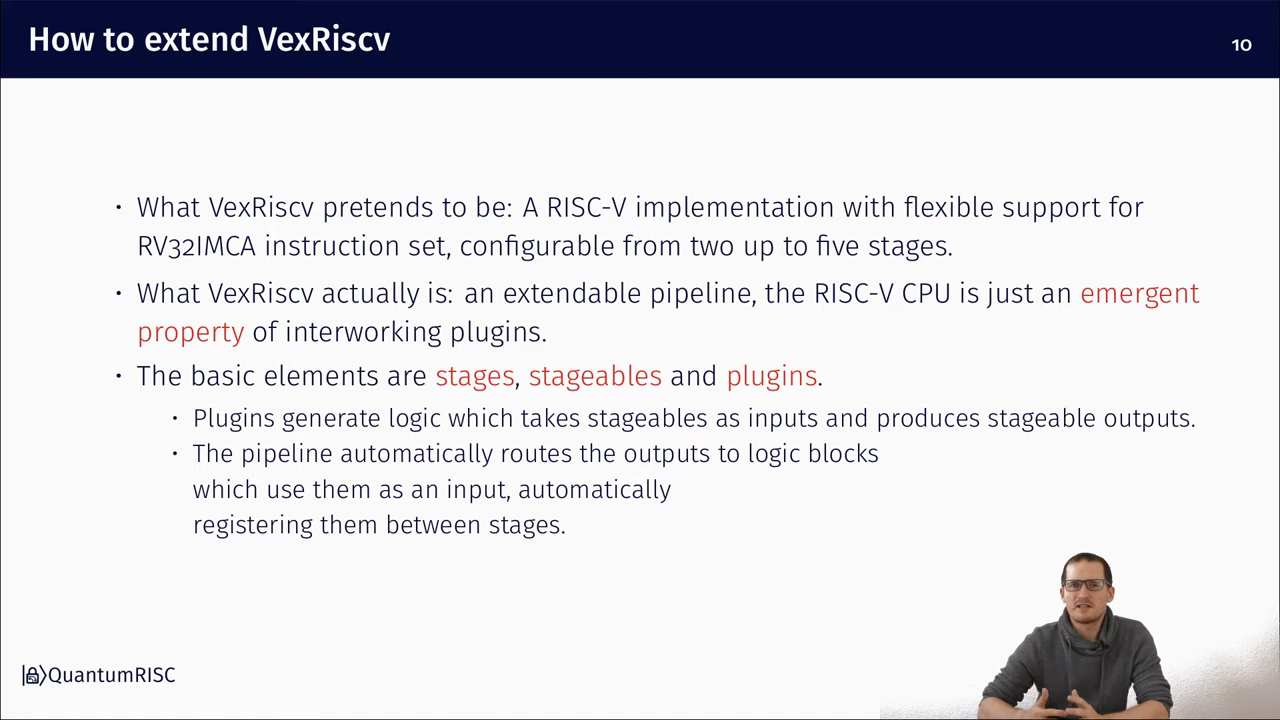 How to extend VexRiscv
10
• What VexRiscv pretends to be: A RISC-V implementation with flexible support for
RV32IMCA instruction set, configurable from two up to five stages.
• What VexRiscv actually is: an extendable pipeline, the RISC-V CPU is just an emergent
property of interworking plugins.
• The basic elements are stages, stageables and plugins.
• Plugins generate logic which takes stageables as inputs and produces stageable outputs.
• The pipeline automatically routes the outputs to logic blocks
which use them as an input, automatically
registering them between stages.
QuantumRISC